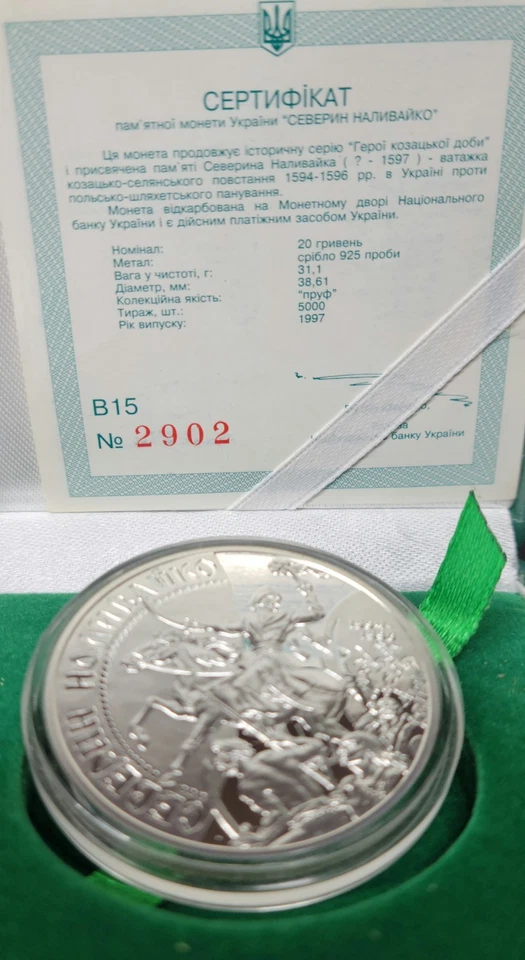 СЕРТИФІКАТ
пам'ятної монети України "СЕВЕРИН НАЛИВАЙКО"
Ця монета продовжує історичну серію "Герої козацької доби"
і присвячена пам'яті Северина Наливайка ( ? - 1597 ) - ватажка
козацько-селянського повстання 1594-1596 рр. в Україні проти
польсько-шляхетського панування.
Монета відкарбована на Монетному дворі Національного
банку України і є дійсним платіжним засобом України.
Номінал: 20 гривень
Метал: срібло 925 проби
Вага у чистоті, г: 31,1
Діаметр, мм: 38,61
Колекційна якість: "пруф"
Тираж, шт.: 5000
Рік випуску: 1997
В15
№ 2902
банку України
СЕВЕРИН НАЛИВАЙКО